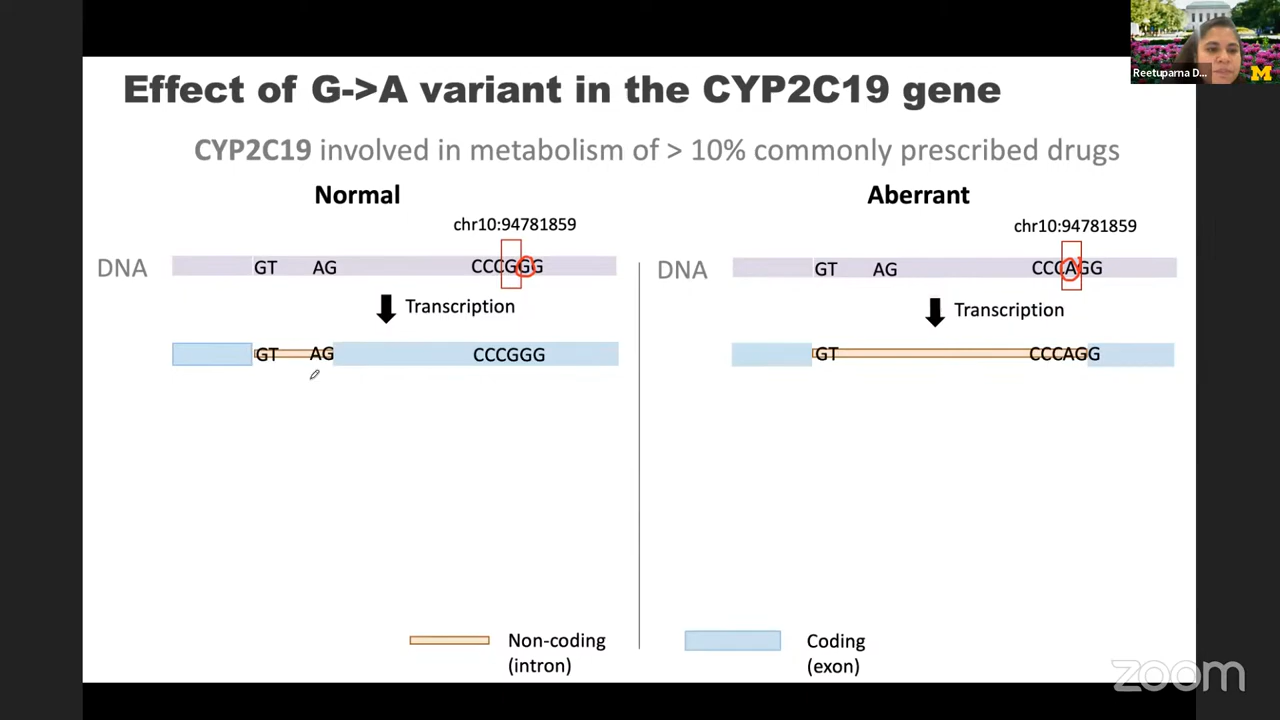 Effect of G->A variant in the CYP2C19 gene
CYP2C19 involved in metabolism of > 10% commonly prescribed drugs
Normal
chr10:94781859
DNA
GT AG CCCGGG
Transcription
GT AG CCCGGG
Aberrant
chr10:94781859
DNA
GT AG CCCAGG
Transcription
GT CCCAGG
Non-coding
(intron)
Coding
(exon)
Reetuparna D...
M
zoom